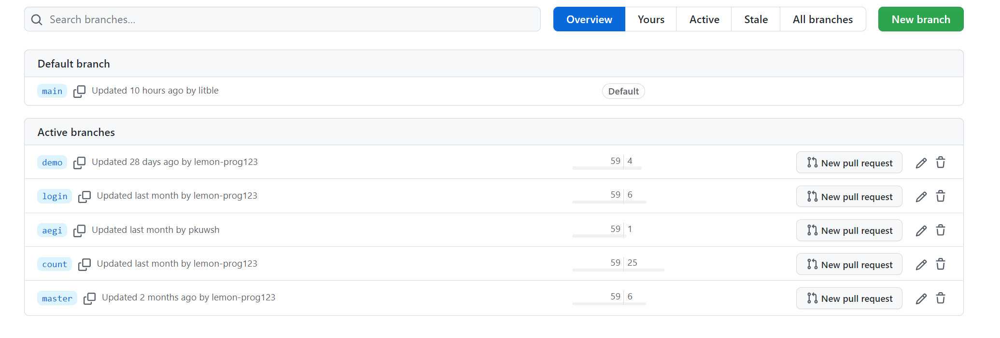 Search branches...
Overview Yours Active Stale All branches New branch
Default branch
main Updated 10 hours ago by litble Default
Active branches
demo Updated 28 days ago by lemon-prog123 59 4 New pull request
login Updated last month by lemon-prog123 59 6 New pull request
aegi Updated last month by pkuwsh 59 1 New pull request
count Updated last month by lemon-prog123 59 25 New pull request
master Updated 2 months ago by lemon-prog123 59 6 New pull request